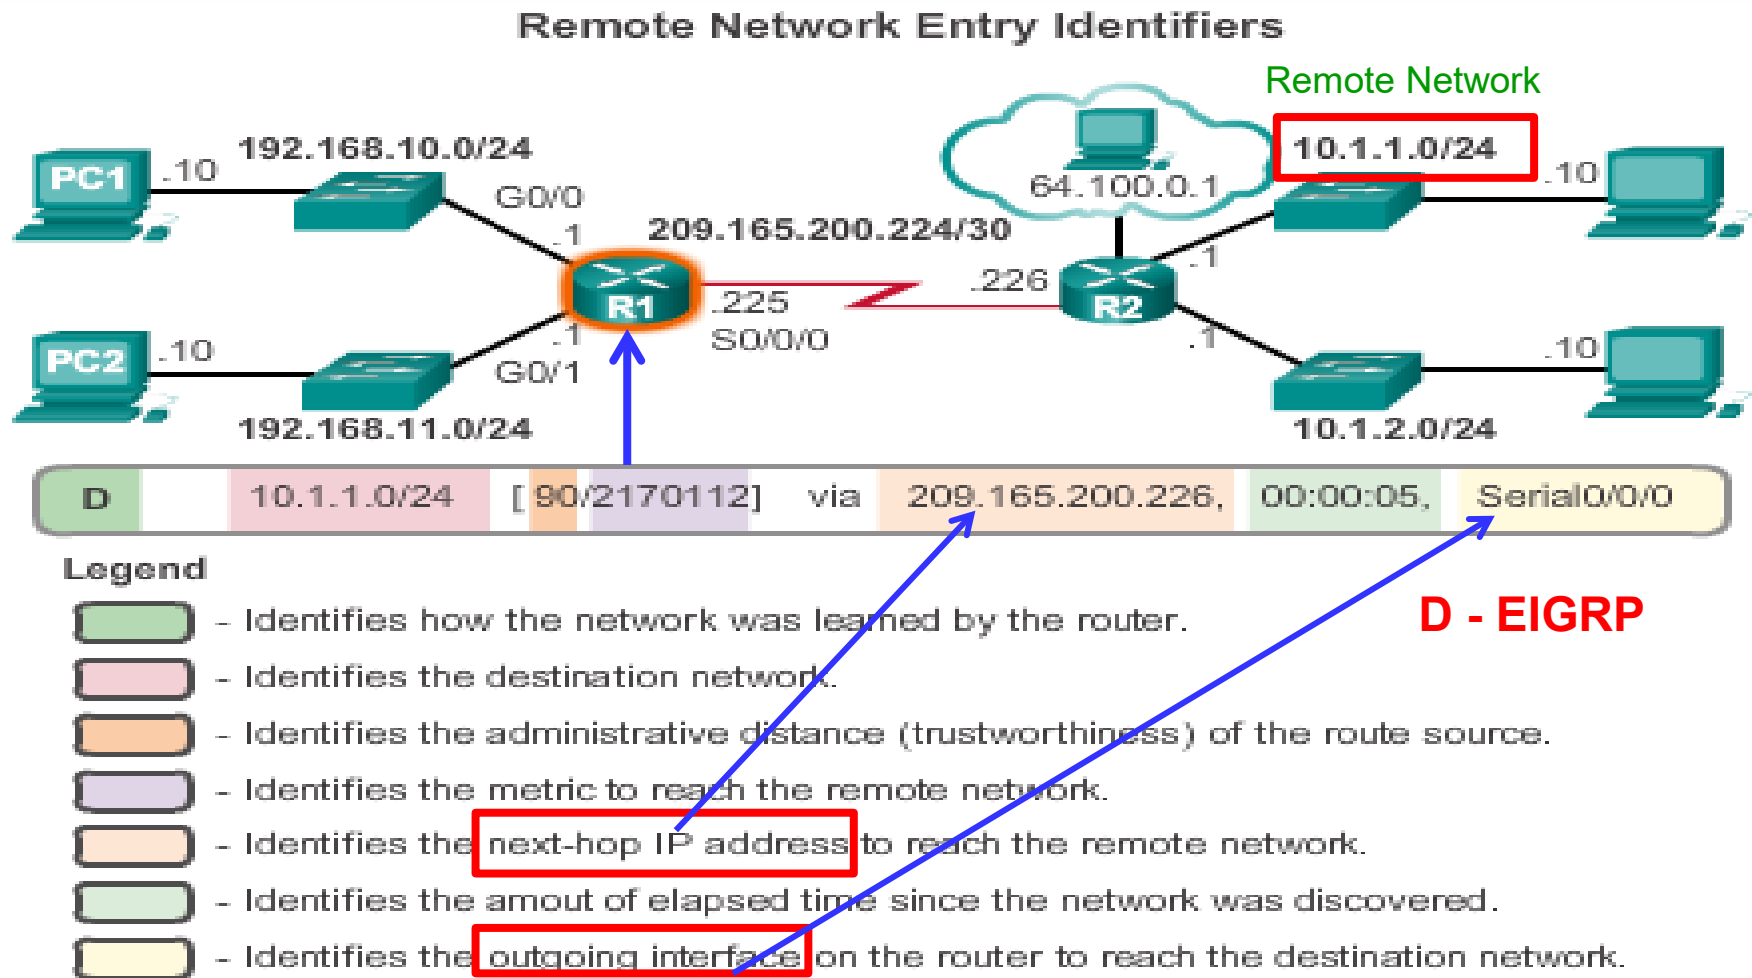 Remote Network Entry Identifiers
Remote Network
192.168.10.0/24
10.1.1.0/24
PC1
.10
.10
G0/0
64.100.0.1
.1
209.165.200.224/30
.1
.226
R1
.225
R2
S0/0/0
.1
.1
PC2
.10
.10
G0/1
192.168.11.0/24
10.1.2.0/24
D 10.1.1.0/24 [90/2170112] via 209.165.200.226, 00:00:05, Serial0/0/0
Legend
- Identifies how the network was learned by the router.
D - EIGRP
- Identifies the destination network.
- Identifies the administrative distance (trustworthiness) of the route source.
- Identifies the metric to reach the remote network.
- Identifies the next-hop IP address to reach the remote network.
- Identifies the amout of elapsed time since the network was discovered.
- Identifies the outgoing interface on the router to reach the destination network.